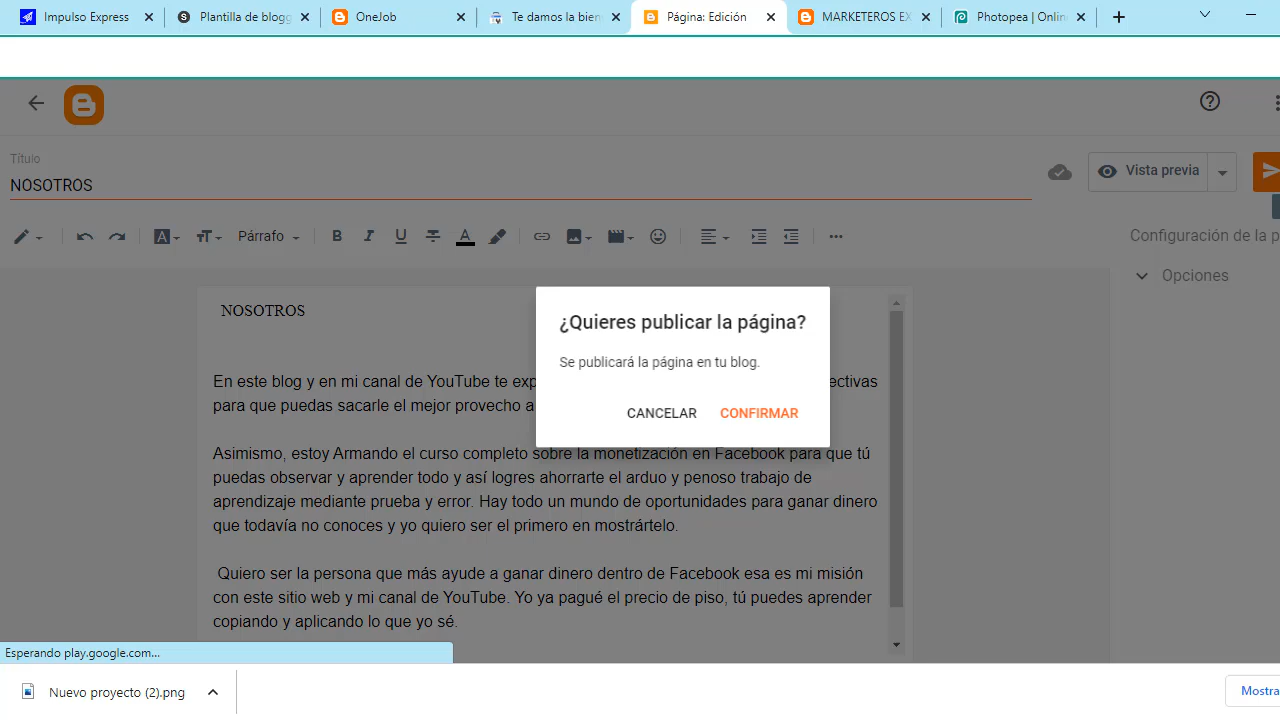 Impulso Express
Plantilla de blogg
OneJob
Te damos la bien
Página: Edición
MARKETEROS EX
Photopea | Onlin
Título
NOSOTROS
Vista previa
Párrafo
Configuración de la p
Opciones
NOSOTROS
En este blog y en mi canal de YouTube te exp
ectivas
para que puedas sacarle el mejor provecho a
¿Quieres publicar la página?
Se publicará la página en tu blog.
CANCELAR CONFIRMAR
Asimismo, estoy Armando el curso completo sobre la monetización en Facebook para que tú
puedas observar y aprender todo y así logres ahorrarte el arduo y penoso trabajo de
aprendizaje mediante prueba y error. Hay todo un mundo de oportunidades para ganar dinero
que todavía no conoces y yo quiero ser el primero en mostrártelo.
Quiero ser la persona que más ayude a ganar dinero dentro de Facebook esa es mi misión
con este sitio web y mi canal de YouTube. Yo ya pagué el precio de piso, tú puedes aprender
copiando y aplicando lo que yo sé.
Esperando play.google.com...
Nuevo proyecto (2).png
Mostra